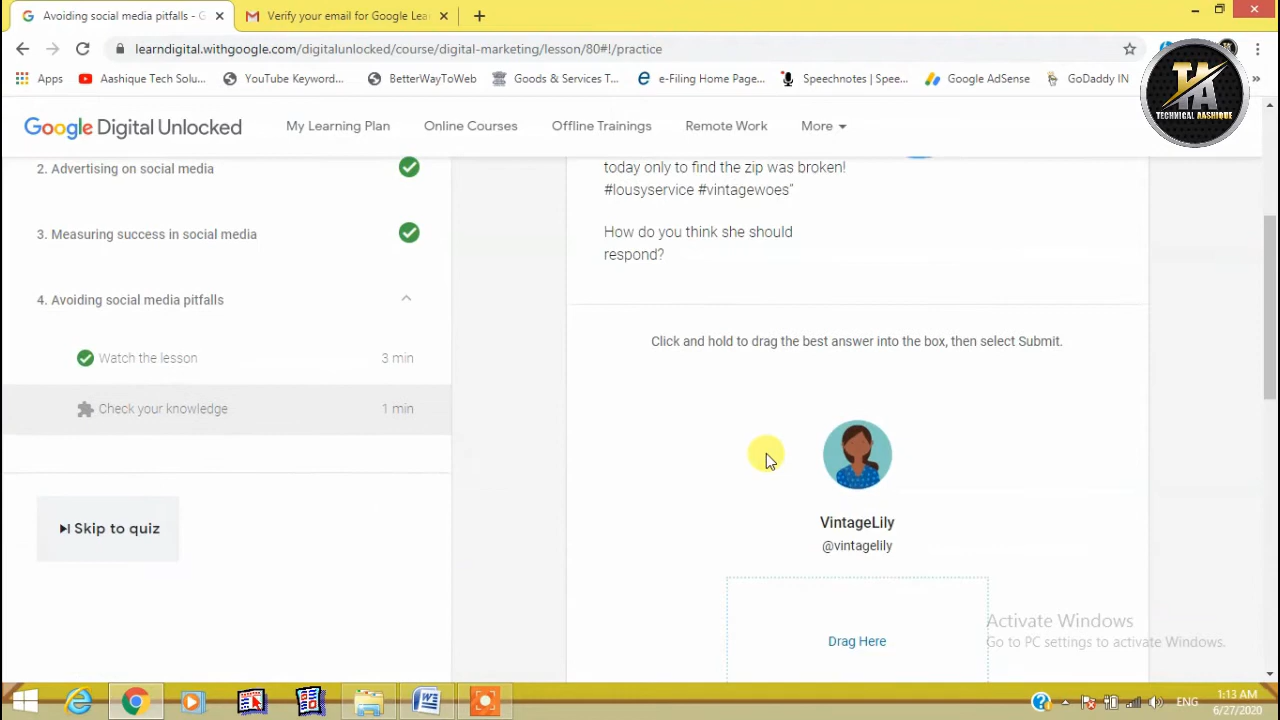 Avoiding social media pitfalls - G
Verify your email for Google Lea
learndigital.withgoogle.com/digitalunlocked/course/digital-marketing/lesson/80#!/practice
Apps
Aashique Tech Solu...
YouTube Keyword...
BetterWayToWeb
Goods & Services T...
e-Filing Home Page...
Speechnotes | Spee...
Google AdSense
GoDaddy IN
»
TA
TECHNICAL AASHIQUE
Google Digital Unlocked
My Learning Plan
Online Courses
Offline Trainings
Remote Work
More
2. Advertising on social media
3. Measuring success in social media
4. Avoiding social media pitfalls
Watch the lesson
3 min
Check your knowledge
1 min
Skip to quiz
today only to find the zip was broken!
#lousyservice #vintagewoes”
How do you think she should
respond?
Click and hold to drag the best answer into the box, then select Submit.
VintageLily
@vintagelily
Drag Here
Activate Windows
Go to PC settings to activate Windows.
ENG
1:13 AM
6/27/2020